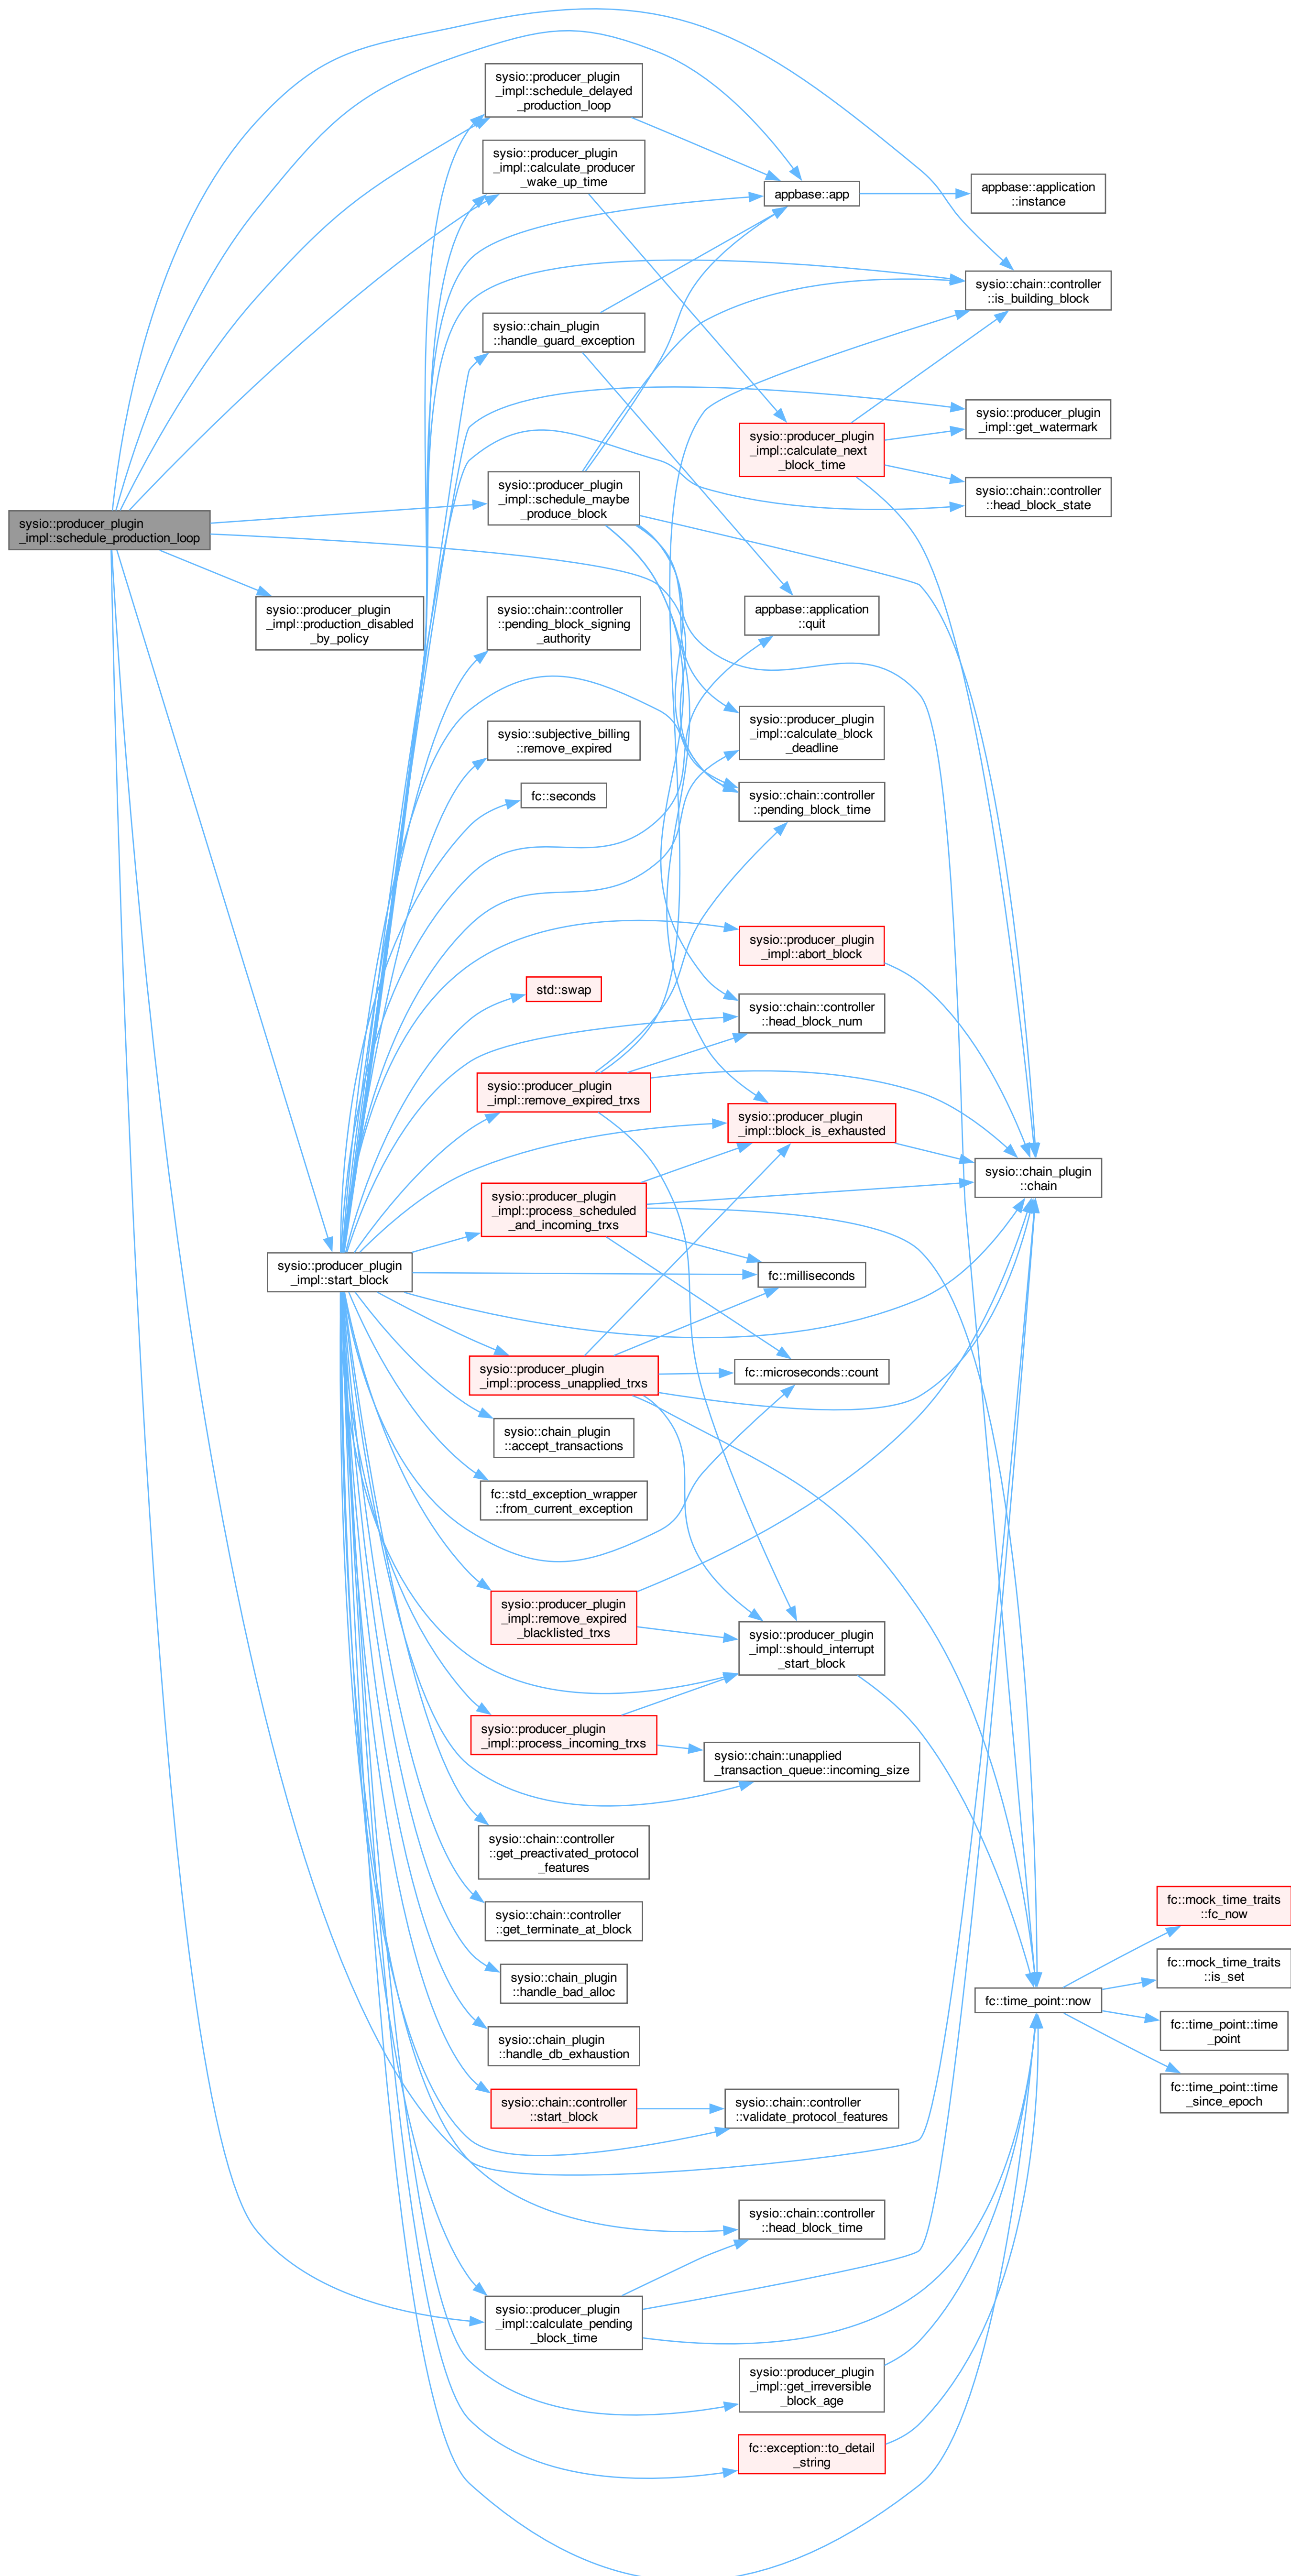 sysio::producer_plugin
_impl::schedule_delayed
_production_loop
sysio::producer_plugin
_impl::calculate_producer
_wake_up_time
appbase::app
appbase::application
::instance
sysio::chain::controller
::is_building_block
sysio::chain_plugin
::handle_guard_exception
sysio::producer_plugin
_impl::get_watermark
sysio::producer_plugin
_impl::calculate_next
_block_time
sysio::chain::controller
::head_block_state
sysio::producer_plugin
_impl::schedule_maybe
_produce_block
sysio::producer_plugin
_impl::schedule_production_loop
sysio::producer_plugin
_impl::production_disabled
_by_policy
sysio::chain::controller
::pending_block_signing
_authority
appbase::application
::quit
sysio::subjective_billing
::remove_expired
sysio::producer_plugin
_impl::calculate_block
_deadline
fc::seconds
sysio::chain::controller
::pending_block_time
sysio::producer_plugin
_impl::abort_block
std::swap
sysio::chain::controller
::head_block_num
sysio::producer_plugin
_impl::remove_expired_trxs
sysio::producer_plugin
_impl::block_is_exhausted
sysio::chain_plugin
::chain
sysio::producer_plugin
_impl::process_scheduled
_and_incoming_trxs
sysio::producer_plugin
_impl::start_block
fc::milliseconds
sysio::producer_plugin
_impl::process_unapplied_trxs
fc::microseconds::count
sysio::chain_plugin
::accept_transactions
fc::std_exception_wrapper
::from_current_exception
sysio::producer_plugin
_impl::remove_expired
_blacklisted_trxs
sysio::producer_plugin
_impl::should_interrupt
_start_block
sysio::producer_plugin
_impl::process_incoming_trxs
sysio::chain::unapplied
_transaction_queue::incoming_size
sysio::chain::controller
::get_preactivated_protocol
_features
sysio::chain::controller
::get_terminate_at_block
fc::mock_time_traits
::fc_now
fc::mock_time_traits
::is_set
sysio::chain_plugin
::handle_bad_alloc
fc::time_point::now
fc::time_point::time
_point
sysio::chain_plugin
::handle_db_exhaustion
fc::time_point::time
_since_epoch
sysio::chain::controller
::start_block
sysio::chain::controller
::validate_protocol_features
sysio::chain::controller
::head_block_time
sysio::producer_plugin
_impl::calculate_pending
_block_time
sysio::producer_plugin
_impl::get_irreversible
_block_age
fc::exception::to_detail
_string